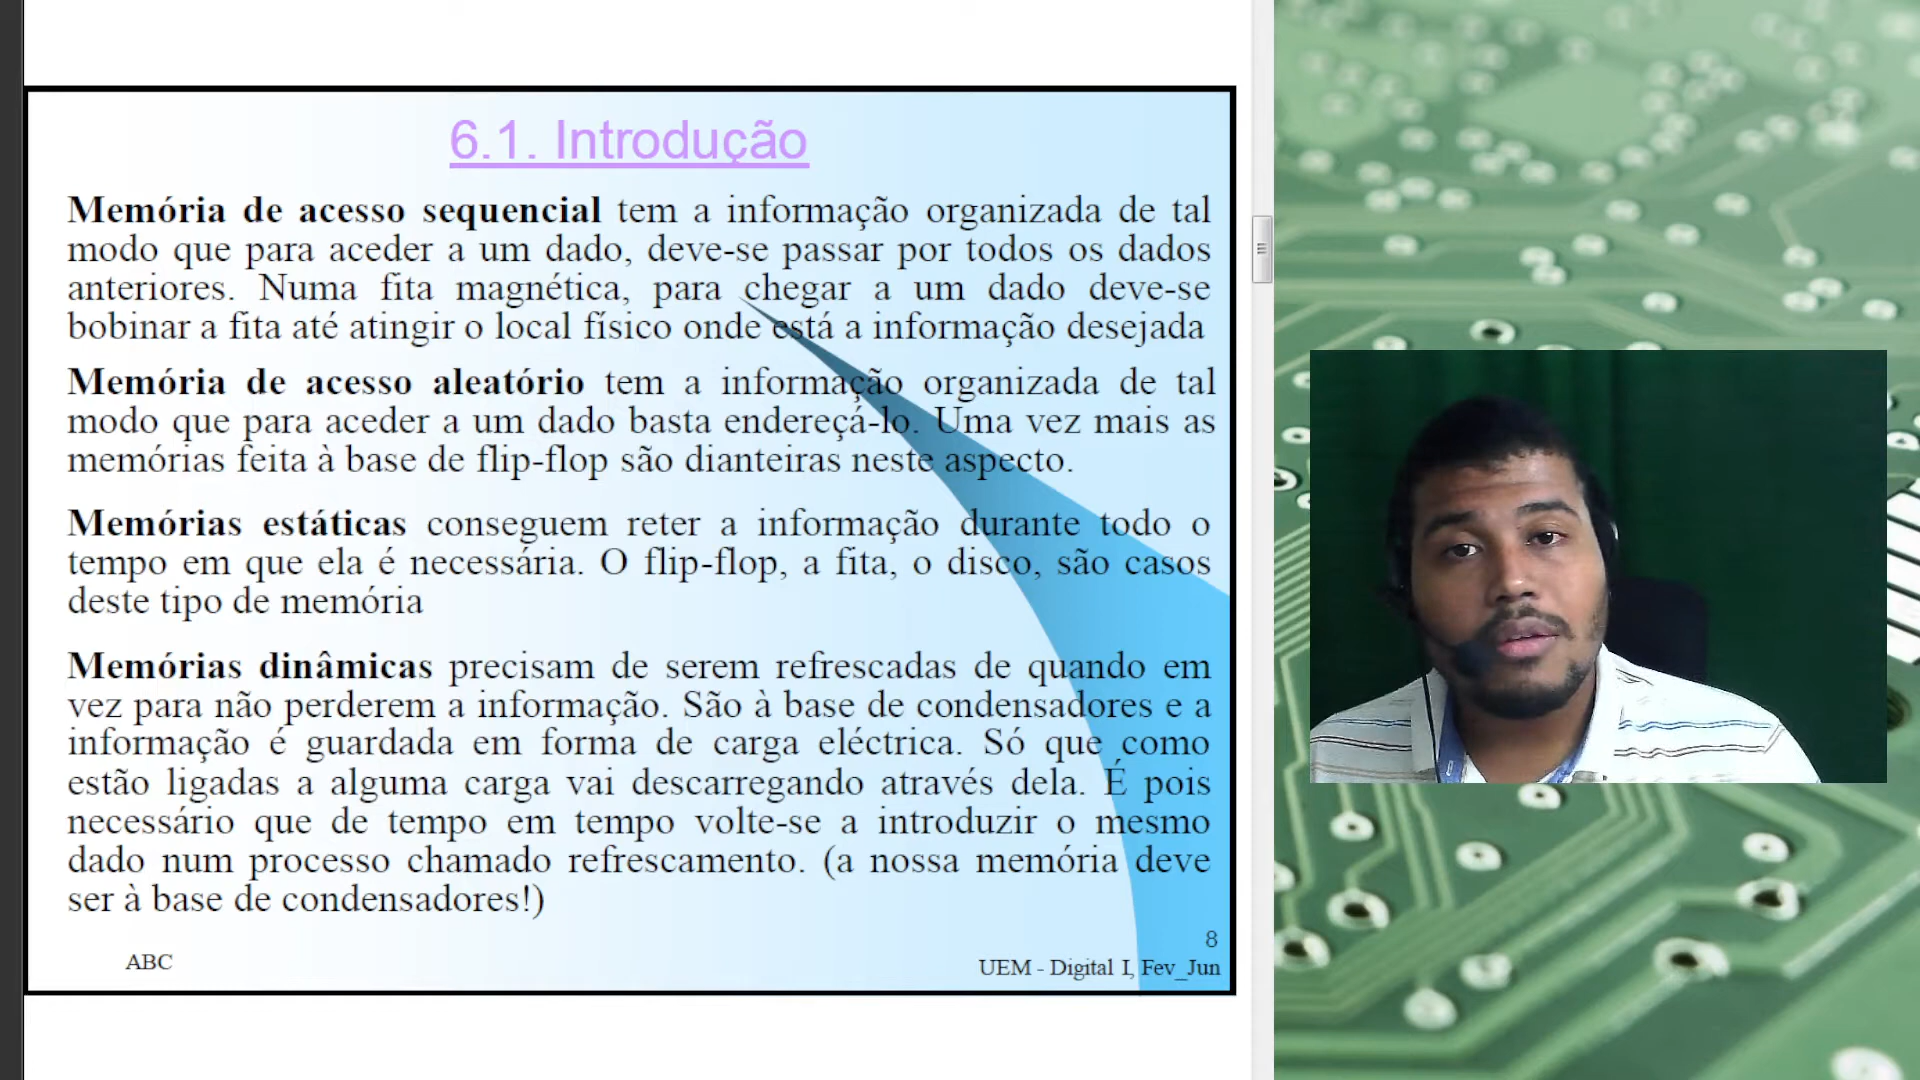 6.1. Introdução
Memória de acesso sequencial tem a informação organizada de tal
modo que para aceder a um dado, deve-se passar por todos os dados
anteriores. Numa fita magnética, para chegar a um dado deve-se
bobinar a fita até atingir o local físico onde está a informação desejada
Memória de acesso aleatório tem a informação organizada de tal
modo que para aceder a um dado basta endereçá-lo. Uma vez mais as
memórias feita à base de flip-flop são dianteiras neste aspecto.
Memórias estáticas conseguem reter a informação durante todo o
tempo em que ela é necessária. O flip-flop, a fita, o disco, são casos
deste tipo de memória
Memórias dinâmicas precisam de serem refrescadas de quando em
vez para não perderem a informação. São à base de condensadores e a
informação é guardada em forma de carga eléctrica. Só que como
estão ligadas a alguma carga vai descarregando através dela. É pois
necessário que de tempo em tempo volte-se a introduzir o mesmo
dado num processo chamado refrescamento. (a nossa memória deve
ser à base de condensadores!)
8
ABC
UEM - Digital I, Fev_Jun